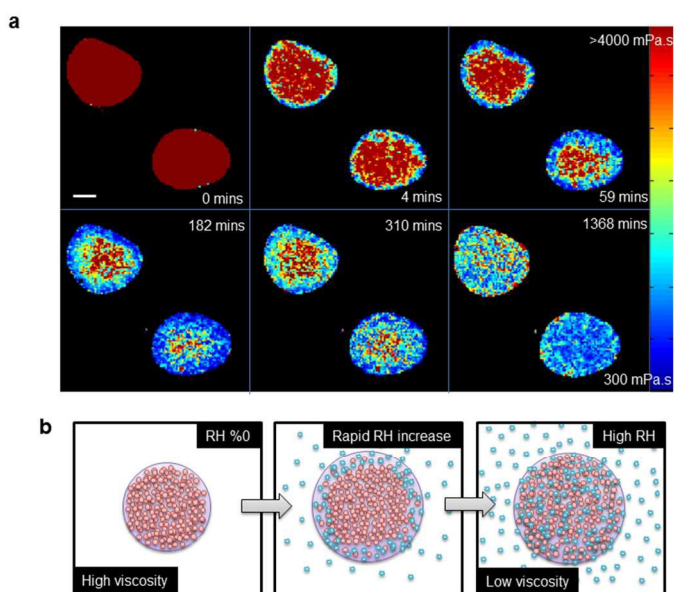 a
>4000 mPa.s
0 mins
4 mins
59 mins
182 mins
310 mins
1368 mins
300 mPa.s
b
RH %0
Rapid RH increase
High RH
High viscosity
Low viscosity